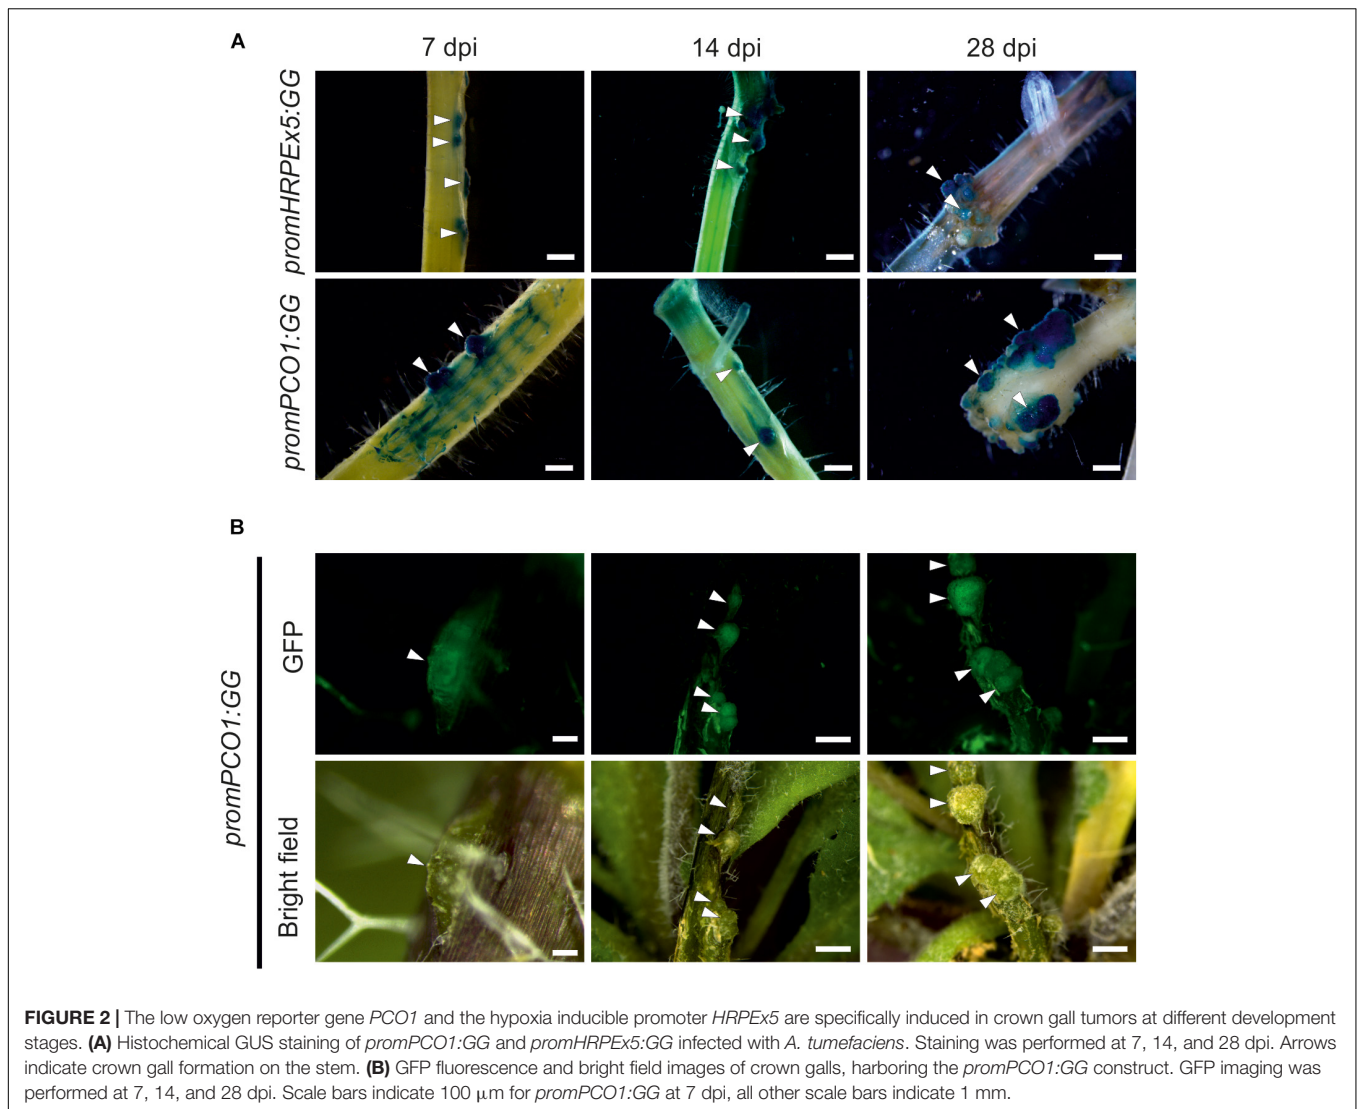 A
7 dpi
14 dpi
28 dpi
promHRPEx5:GG
promPCO1:GG
B
promPCO1:GG
GFP
Bright field
FIGURE 2 | The low oxygen reporter gene PCO1 and the hypoxia inducible promoter HRPEx5 are specifically induced in crown gall tumors at different development
stages. (A) Histochemical GUS staining of promPCO1:GG and promHRPEx5:GG infected with A. tumefaciens. Staining was performed at 7, 14, and 28 dpi. Arrows
indicate crown gall formation on the stem. (B) GFP fluorescence and bright field images of crown galls, harboring the promPCO1:GG construct. GFP imaging was
performed at 7, 14, and 28 dpi. Scale bars indicate 100 μm for promPCO1:GG at 7 dpi, all other scale bars indicate 1 mm.